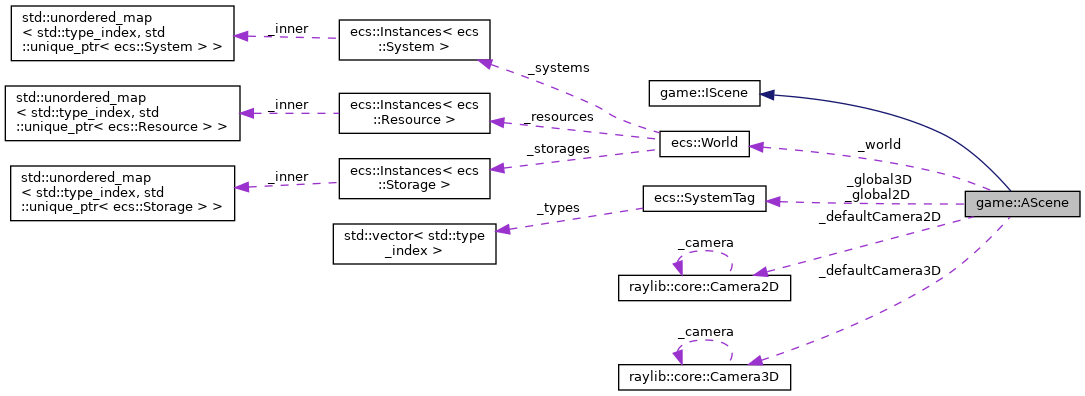 std::unordered_map
< std::type_index, std
::unique_ptr< ecs::System > >
_inner
ecs::Instances< ecs
::System >
_systems
std::unordered_map
< std::type_index, std
::unique_ptr< ecs::Resource > >
_inner
ecs::Instances< ecs
::Resource >
_resources
std::unordered_map
< std::type_index, std
::unique_ptr< ecs::Storage > >
_inner
ecs::Instances< ecs
::Storage >
_storages
std::vector< std::type
_index >
_types
game::IScene
ecs::World
_world
ecs::SystemTag
_global3D
_global2D
_defaultCamera2D
_camera
raylib::core::Camera2D
_defaultCamera3D
_camera
raylib::core::Camera3D
game::AScene